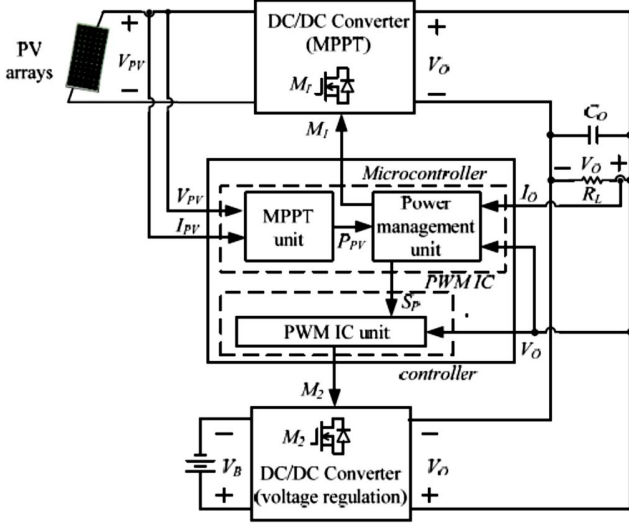 DC/DC Converter
(MPPT)
PV
arrays
+
V_PV
−
M_1
+
V_O
−
M_1
C_O
− V_O +
R_L
Microcontroller
V_PV
I_PV
MPPT
unit
P_PV
Power
management
unit
I_O
PWM IC
S_P
PWM IC unit
V_O
controller
M_2
−
V_B
+
M_2
DC/DC Converter
(voltage regulation)
−
V_O
+